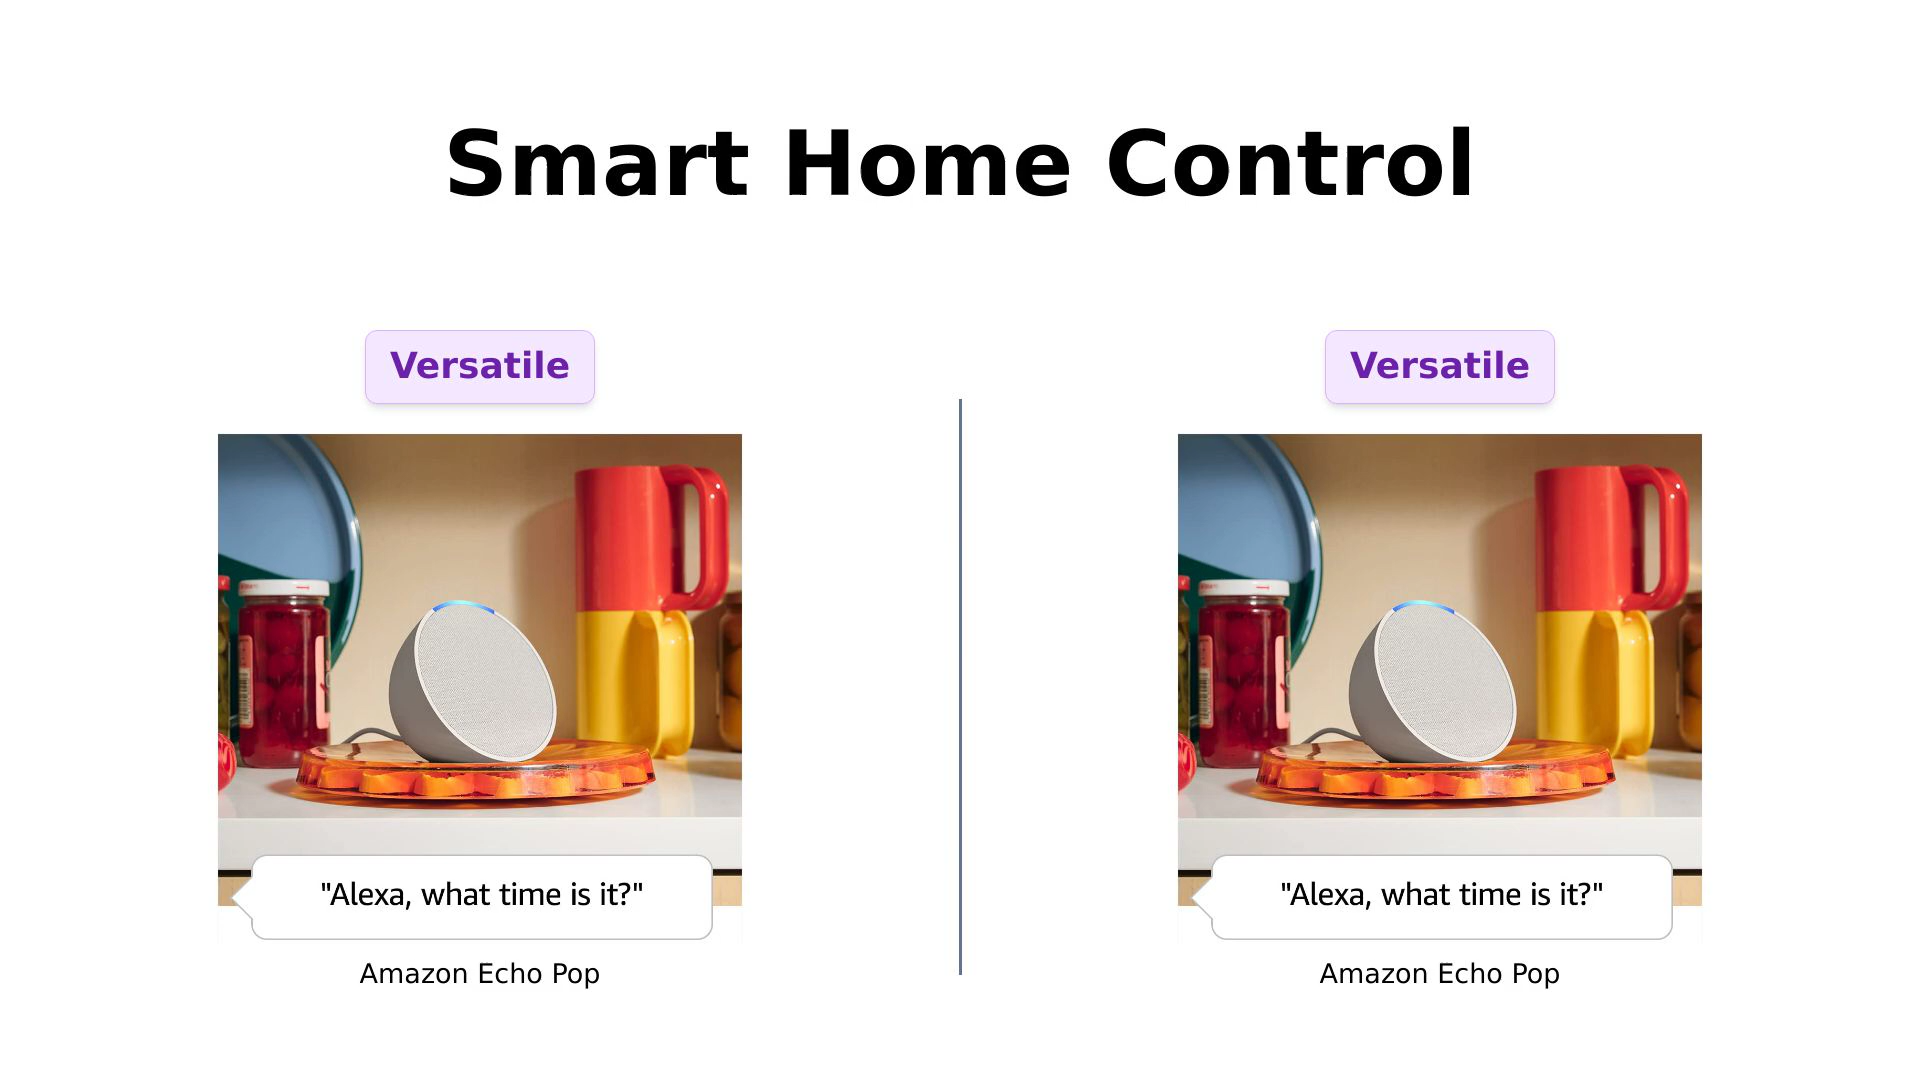 Smart Home Control
Versatile
Versatile
"Alexa, what time is it?"
"Alexa, what time is it?"
Amazon Echo Pop
Amazon Echo Pop